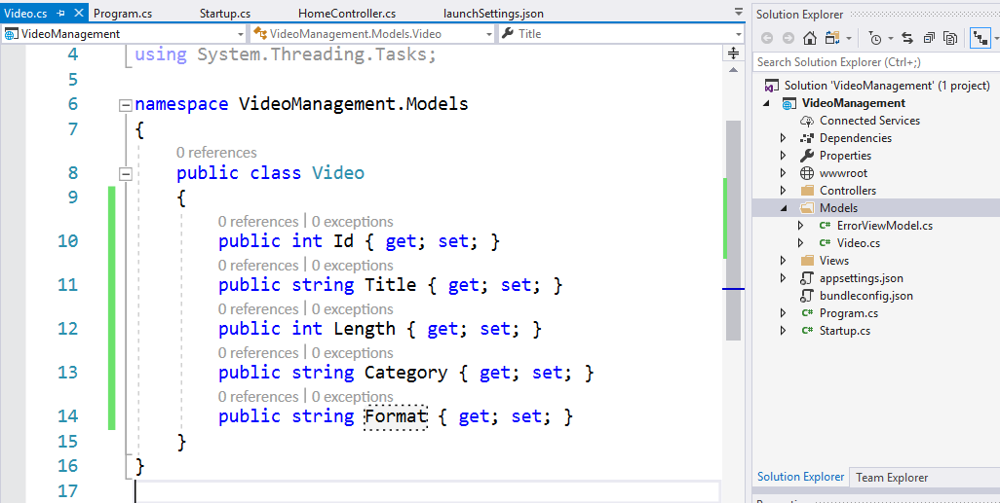 Video.cs
Program.cs
Startup.cs
HomeController.cs
launchSettings.json
VideoManagement
VideoManagement.Models.Video
Title
4 using System.Threading.Tasks;
5
6 namespace VideoManagement.Models
7 {
0 references
8 public class Video
9 {
0 references | 0 exceptions
10 public int Id { get; set; }
0 references | 0 exceptions
11 public string Title { get; set; }
0 references | 0 exceptions
12 public int Length { get; set; }
0 references | 0 exceptions
13 public string Category { get; set; }
0 references | 0 exceptions
14 public string Format { get; set; }
15 }
16 }
17
Solution Explorer
Search Solution Explorer (Ctrl+;)
Solution 'VideoManagement' (1 project)
VideoManagement
Connected Services
Dependencies
Properties
wwwroot
Controllers
Models
C# ErrorViewModel.cs
C# Video.cs
Views
appsettings.json
bundleconfig.json
C# Program.cs
C# Startup.cs
Solution Explorer
Team Explorer